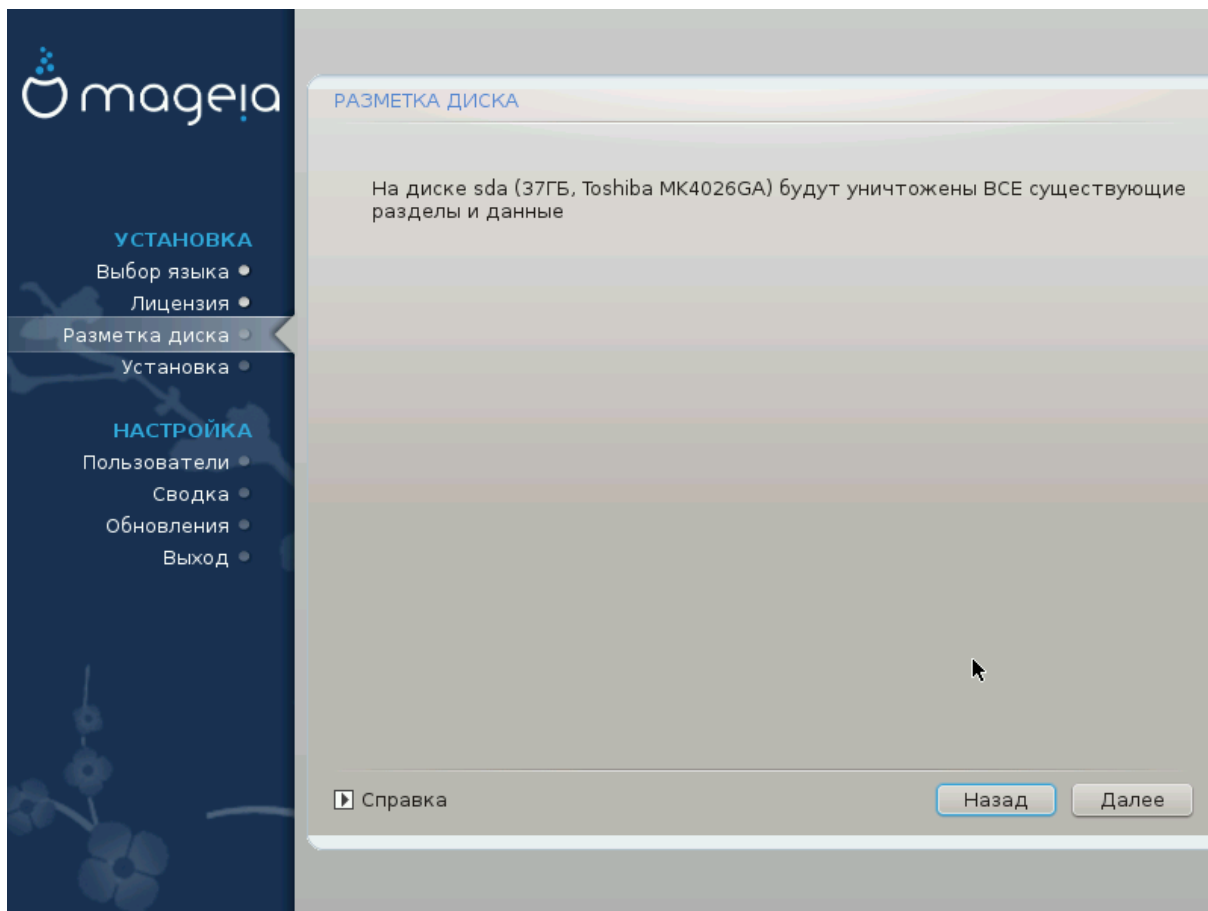 mageia
РАЗМЕТКА ДИСКА
На диске sda (37ГБ, Toshiba MK4026GA) будут уничтожены ВСЕ существующие
разделы и данные
УСТАНОВКА
Выбор языка
Лицензия
Разметка диска
Установка
НАСТРОЙКА
Пользователи
Сводка
Обновления
Выход
Справка
Назад
Далее